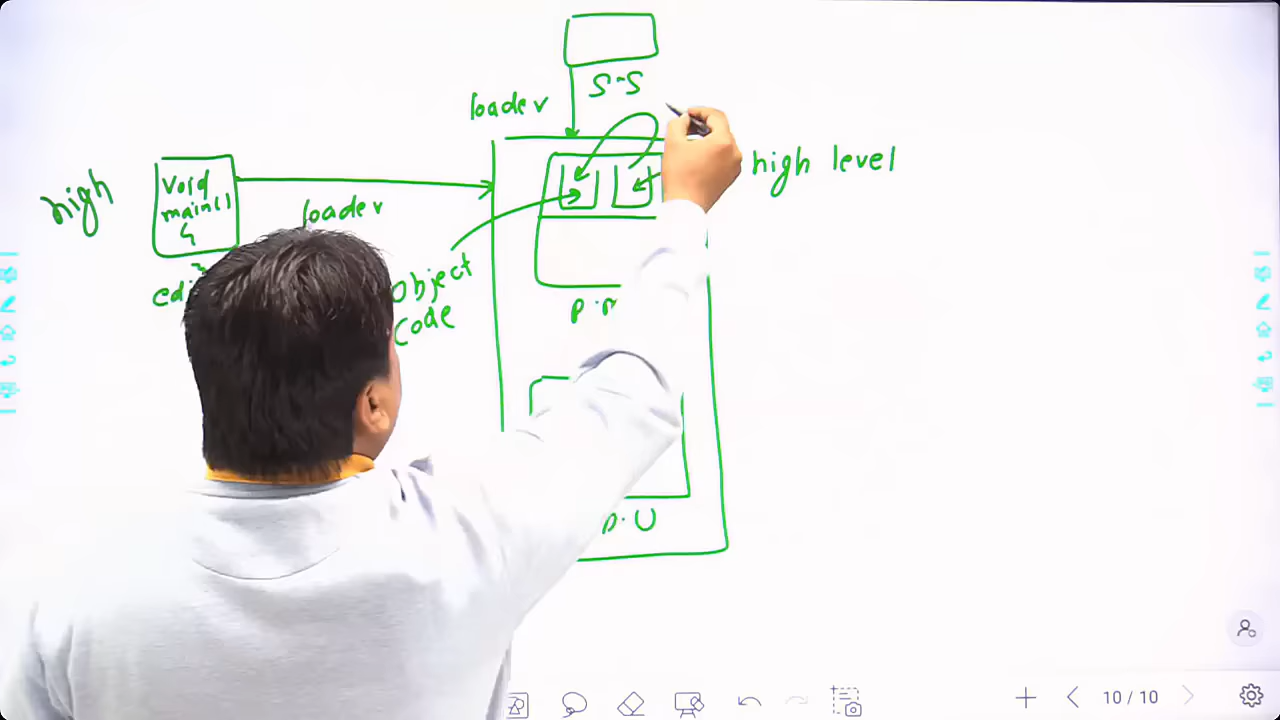 S-S
loader
high level
high
void
main()
{
loader
}
object
code
10 / 10